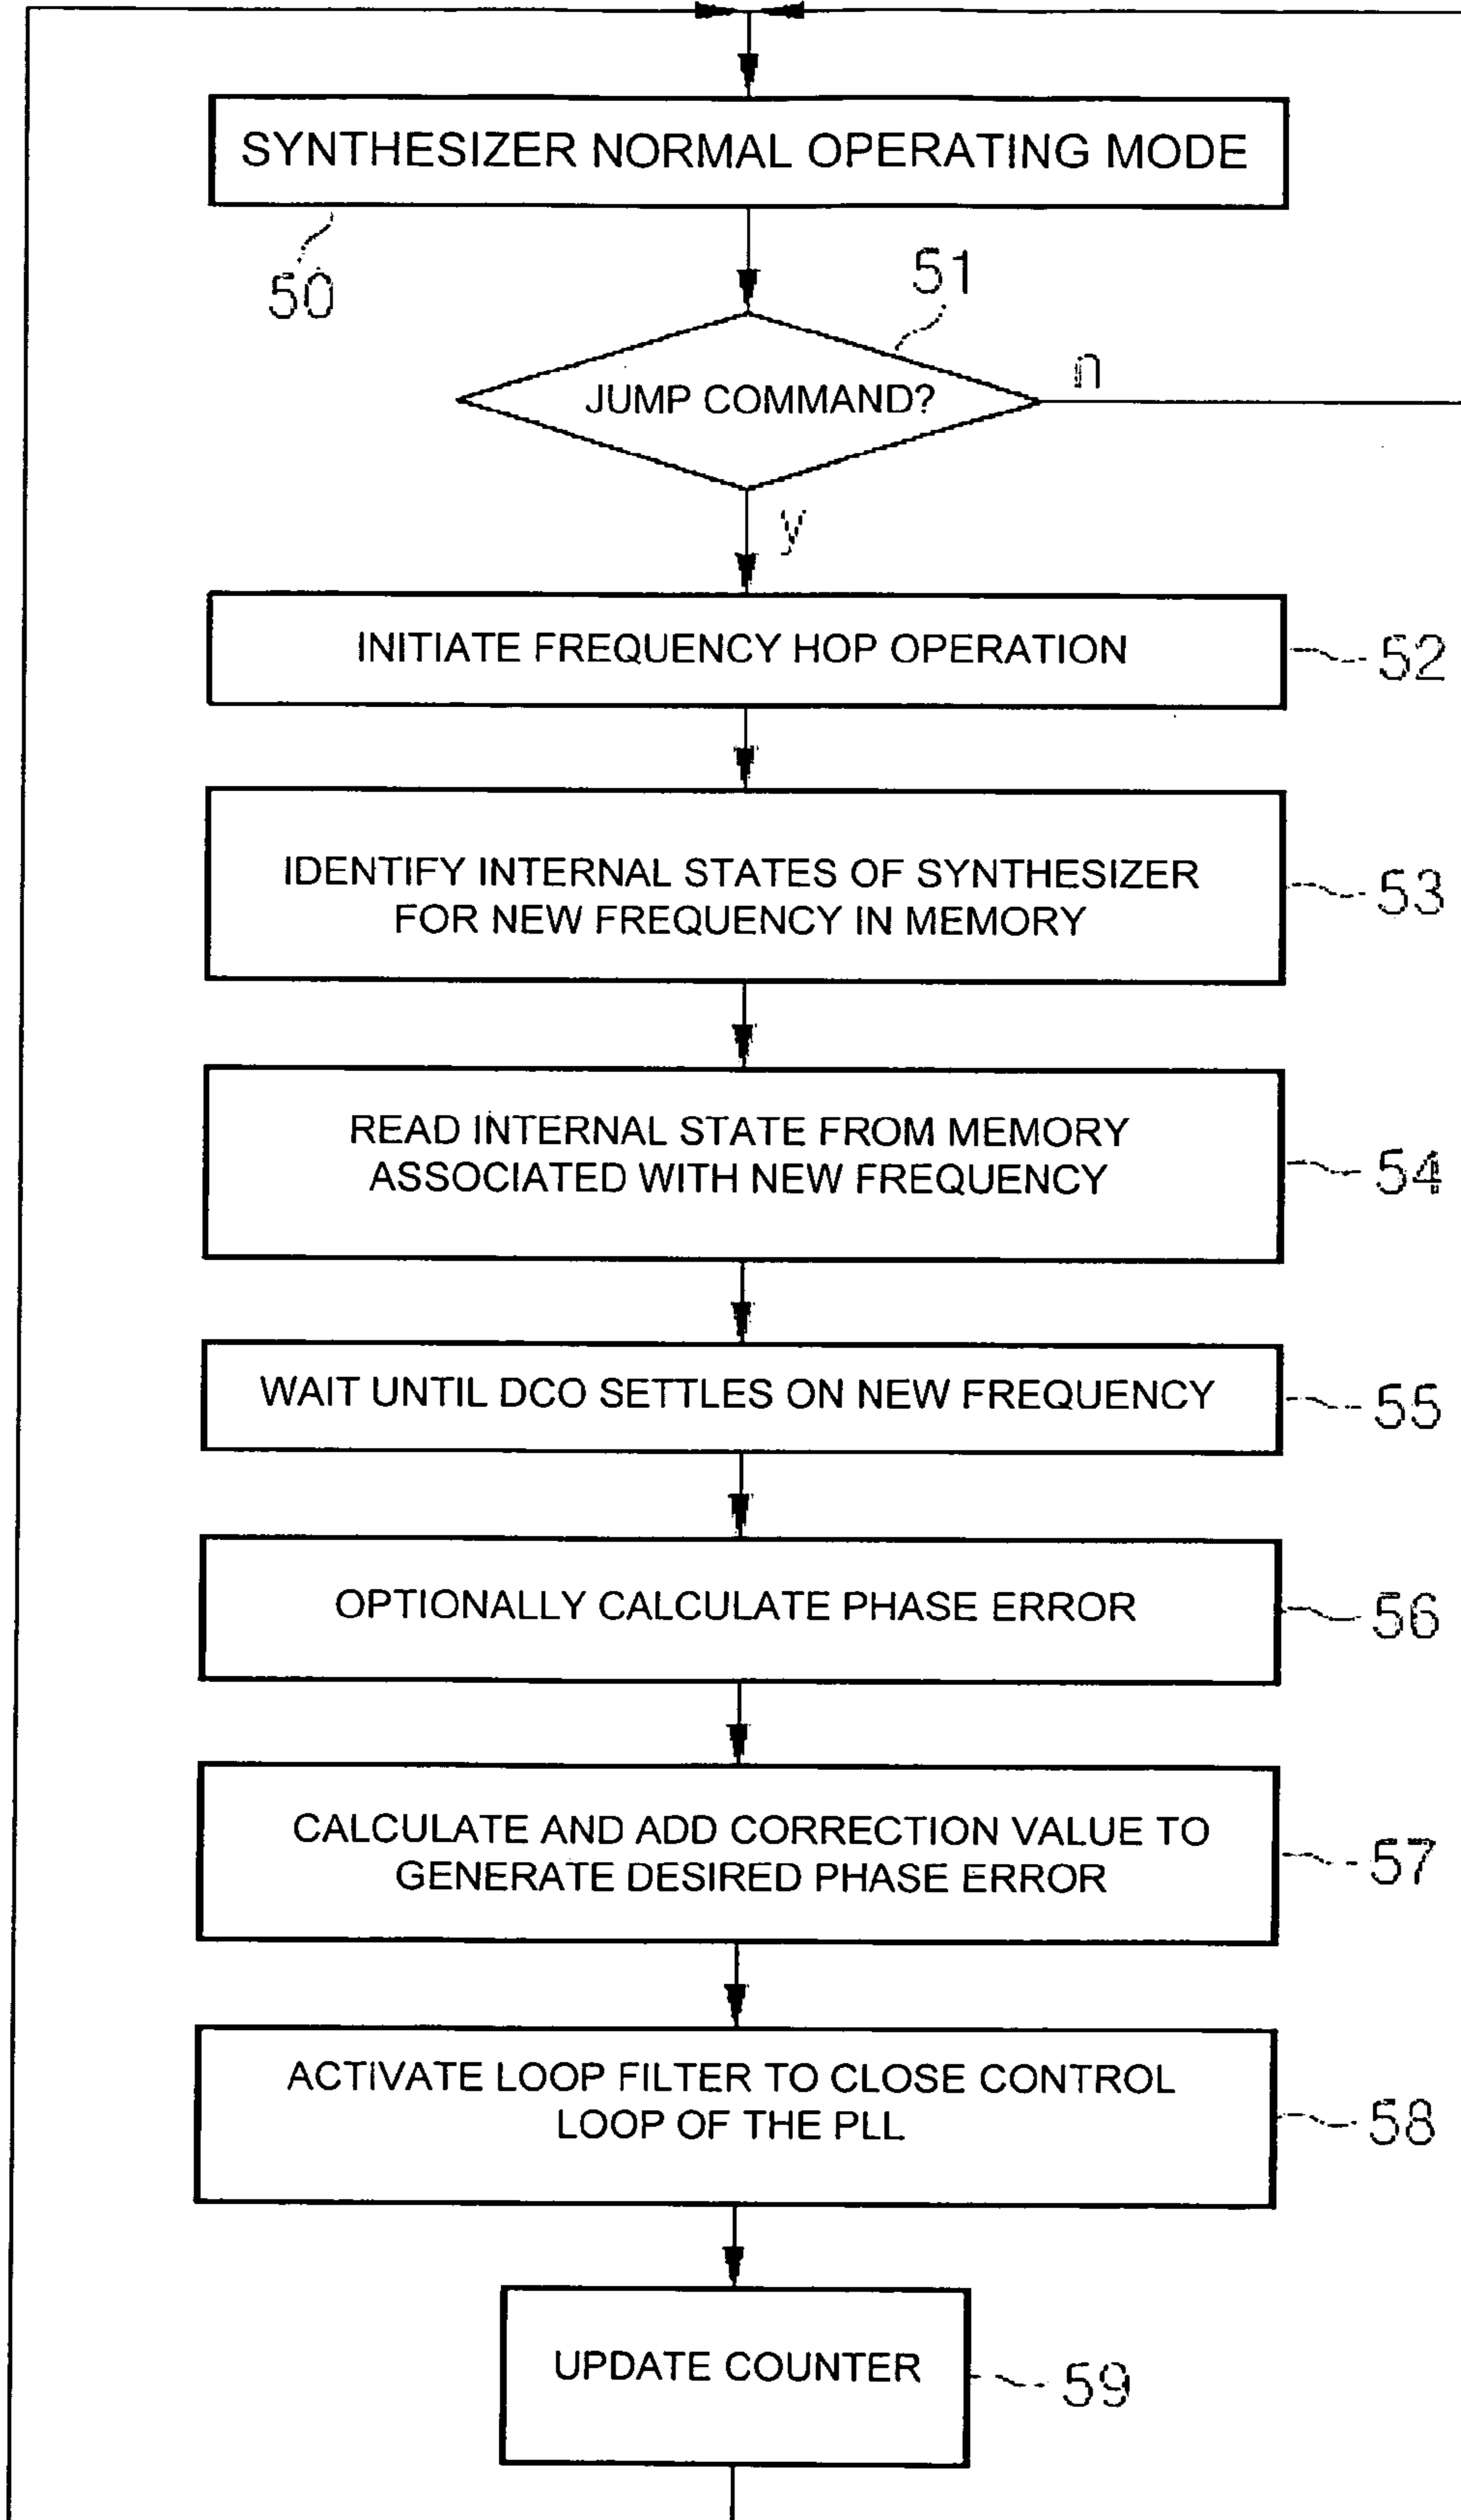 SYNTHESIZER NORMAL OPERATING MODE
50
51
JUMP COMMAND?
n
y
INITIATE FREQUENCY HOP OPERATION
52
IDENTIFY INTERNAL STATES OF SYNTHESIZER
FOR NEW FREQUENCY IN MEMORY
53
READ INTERNAL STATE FROM MEMORY
ASSOCIATED WITH NEW FREQUENCY
54
WAIT UNTIL DCO SETTLES ON NEW FREQUENCY
55
OPTIONALLY CALCULATE PHASE ERROR
56
CALCULATE AND ADD CORRECTION VALUE TO
GENERATE DESIRED PHASE ERROR
57
ACTIVATE LOOP FILTER TO CLOSE CONTROL
LOOP OF THE PLL
58
UPDATE COUNTER
59